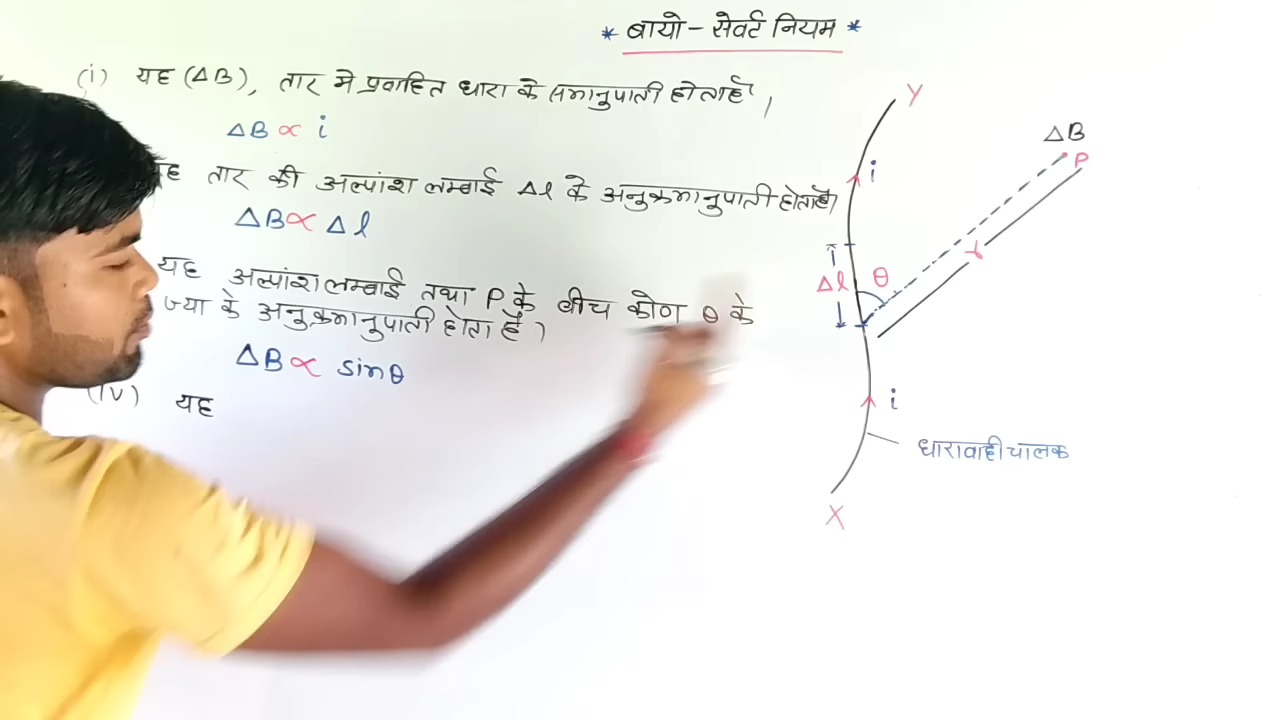 * बायो - सेवर्ट नियम *
(i) यह (ΔB), तार मे प्रवाहित धारा के समानुपाती होता है,
ΔB ∝ i
यह तार की अल्पांश लम्बाई Δl के अनुक्रमानुपाती होता है।
ΔB ∝ Δl
यह अल्पांश लम्बाई तथा P के बीच कोण θ के
ज्या के अनुक्रमानुपाती होता है।
ΔB ∝ sinθ
(iv) यह
Y
ΔB
P
i
r
θ
Δl
i
धारावाही चालक
X